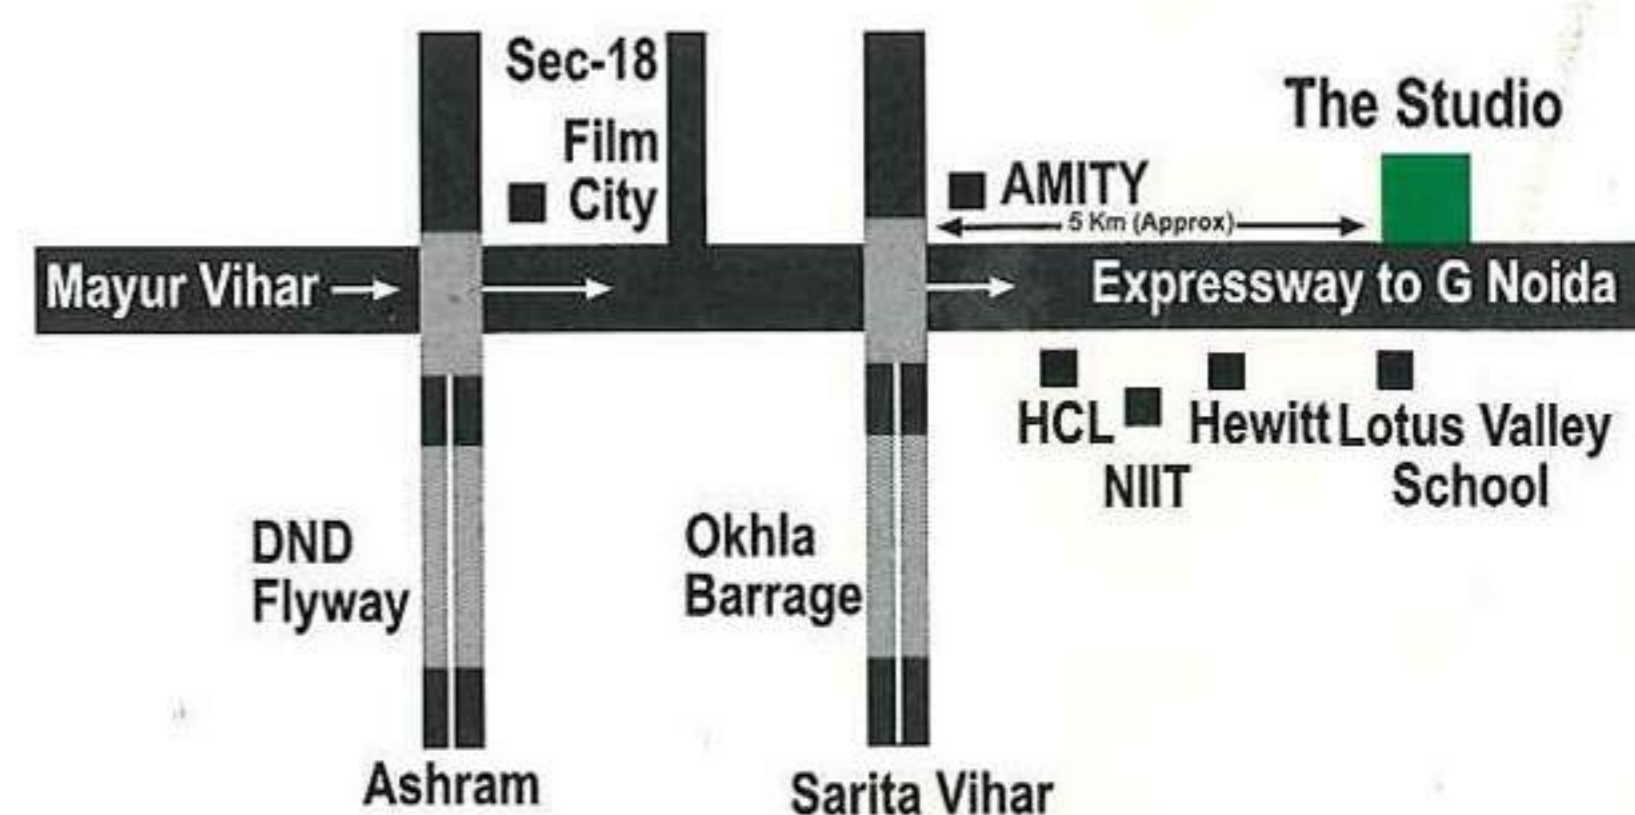 Sec-18
Film
City
The Studio
AMITY
5 Km (Approx)
Mayur Vihar
Expressway to G Noida
HCL
NIIT
Hewitt
Lotus Valley
School
DND
Flyway
Okhla
Barrage
Ashram
Sarita Vihar